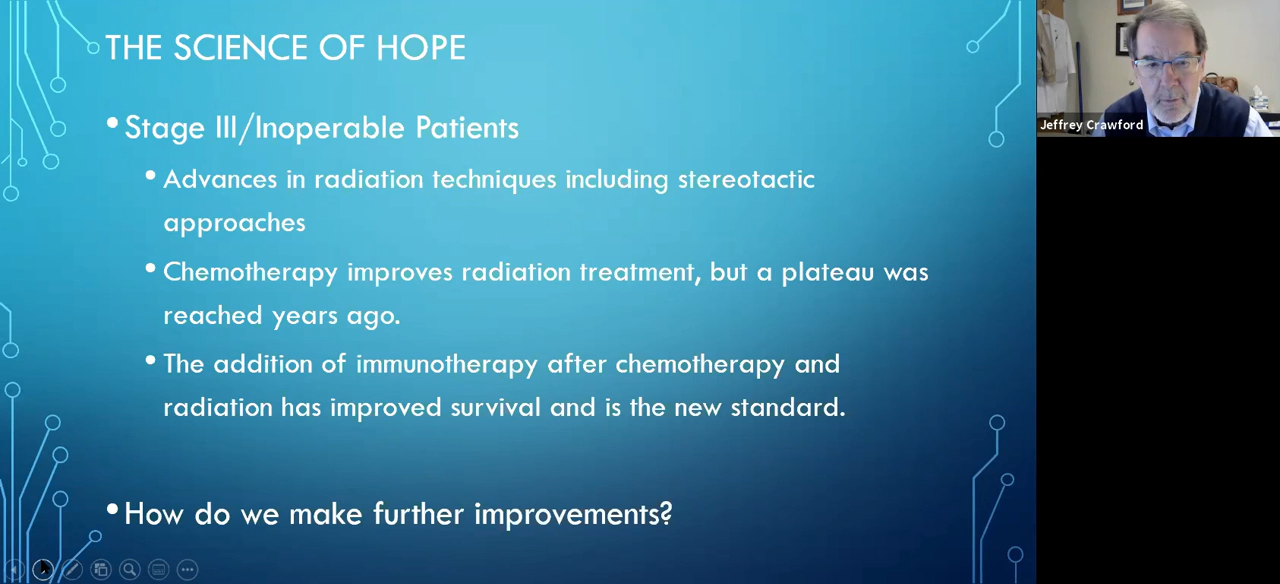 THE SCIENCE OF HOPE
•Stage III/Inoperable Patients
•Advances in radiation techniques including stereotactic
approaches
•Chemotherapy improves radiation treatment, but a plateau was
reached years ago.
•The addition of immunotherapy after chemotherapy and
radiation has improved survival and is the new standard.
•How do we make further improvements?
Jeffrey Crawford